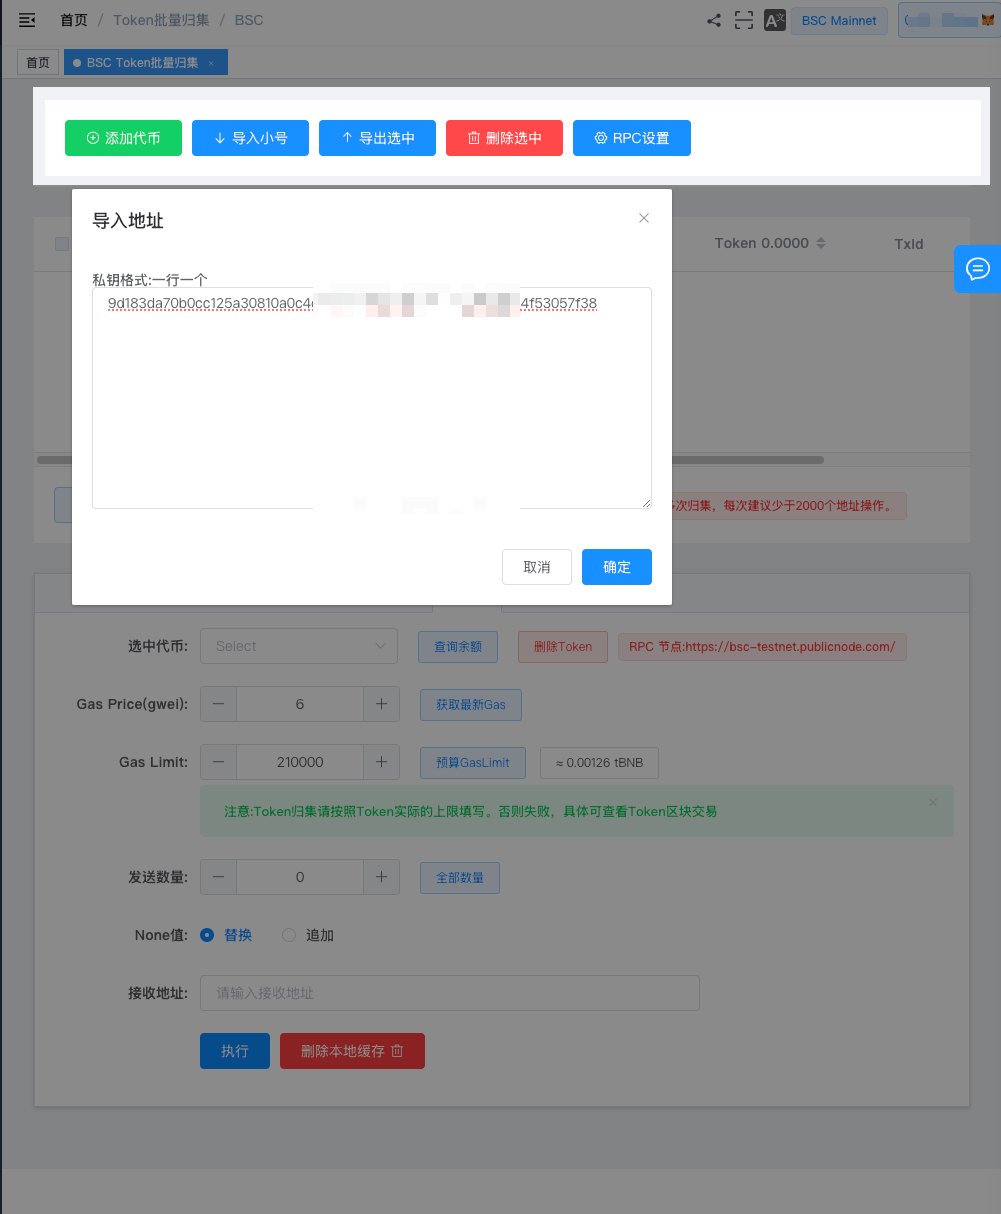 首页 / Token批量归集 / BSC
BSC Mainnet
首页
BSC Token批量归集 ×
添加代币
导入小号
导出选中
删除选中
RPC设置
导入地址
Token 0.0000
TxId
私钥格式:一行一个
9d183da70b0cc125a30810a0c4
4f53057f38
次归集，每次建议少于2000个地址操作。
取消
确定
选中代币:
Select
查询余额
删除Token
RPC 节点:https://bsc-testnet.publicnode.com/
Gas Price(gwei):
6
获取最新Gas
Gas Limit:
210000
预算GasLimit
≈ 0.00126 tBNB
注意:Token归集请按照Token实际的上限填写。否则失败，具体可查看Token区块交易
发送数量:
0
全部数量
None值:
替换
追加
接收地址:
请输入接收地址
执行
删除本地缓存